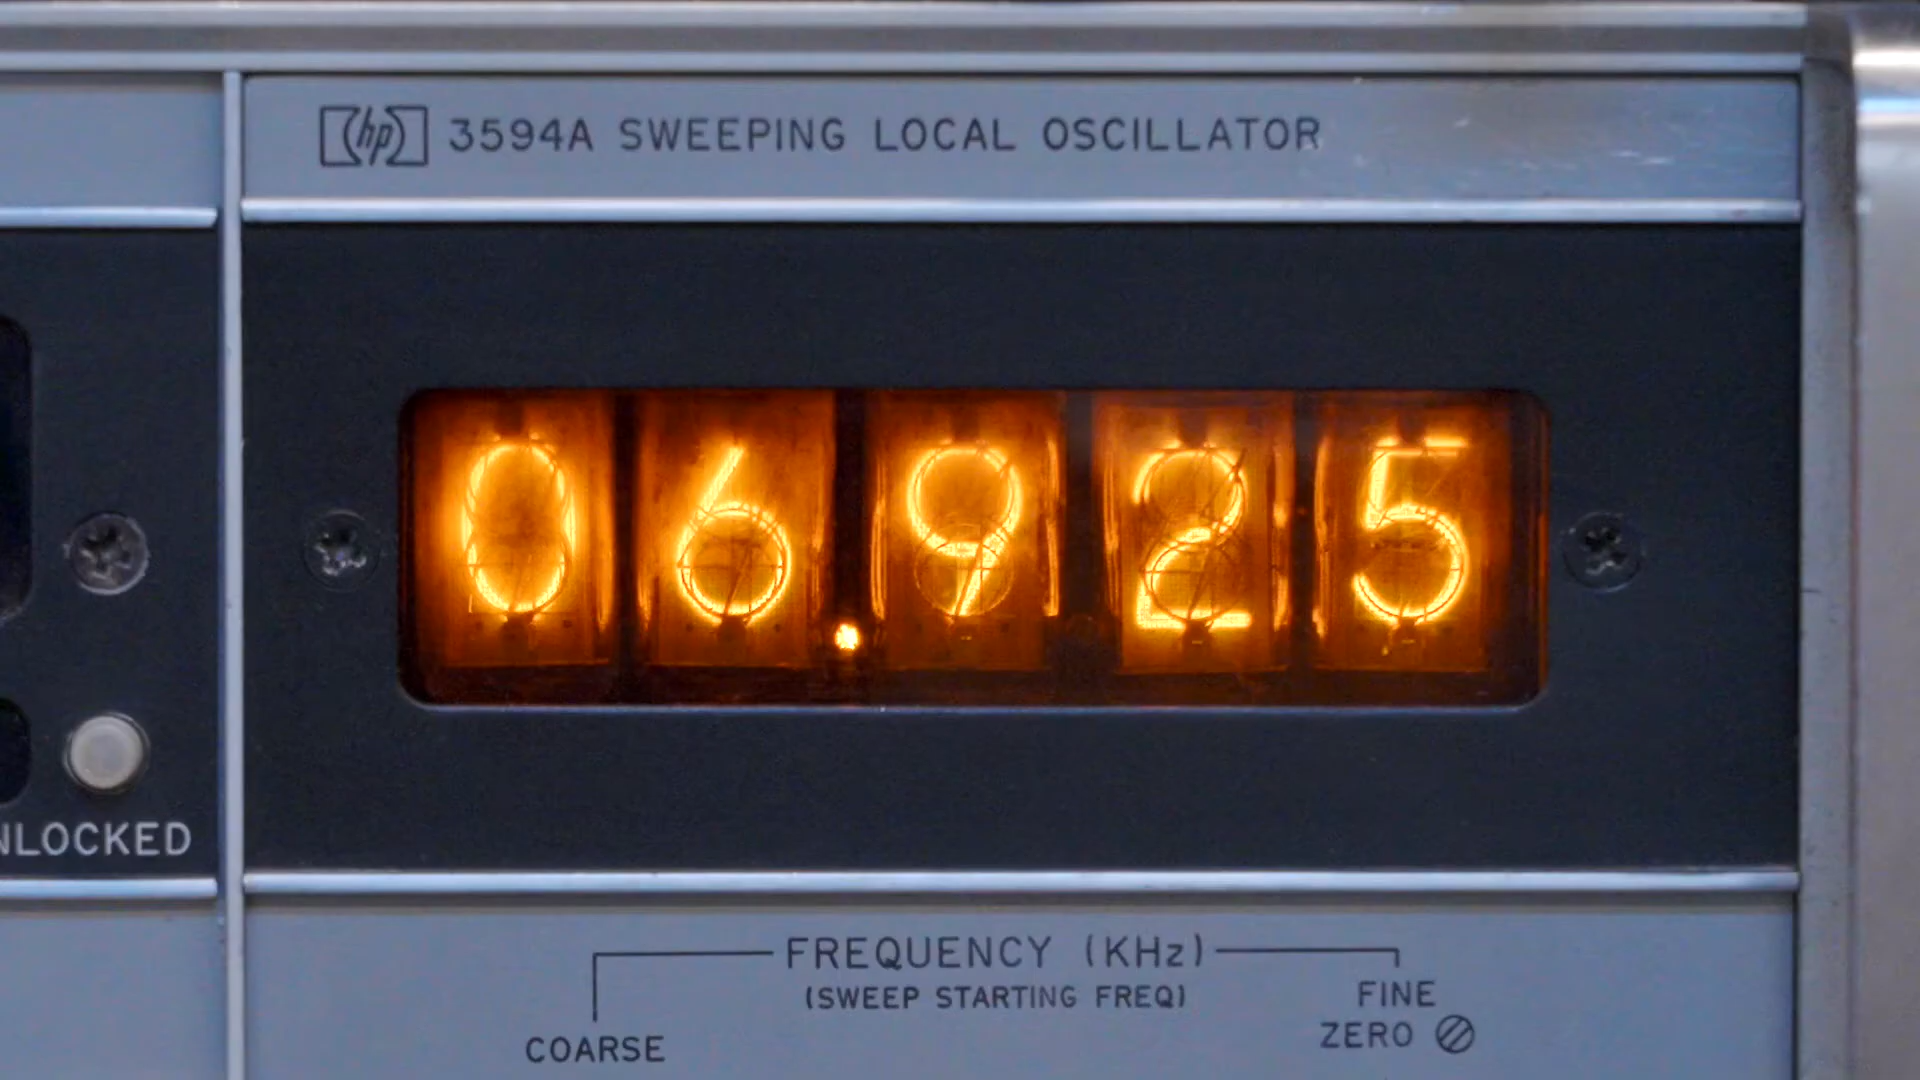 hp 3594A SWEEPING LOCAL OSCILLATOR
06.925
NLOCKED
FREQUENCY (KHz)
(SWEEP STARTING FREQ)
FINE
COARSE
ZERO